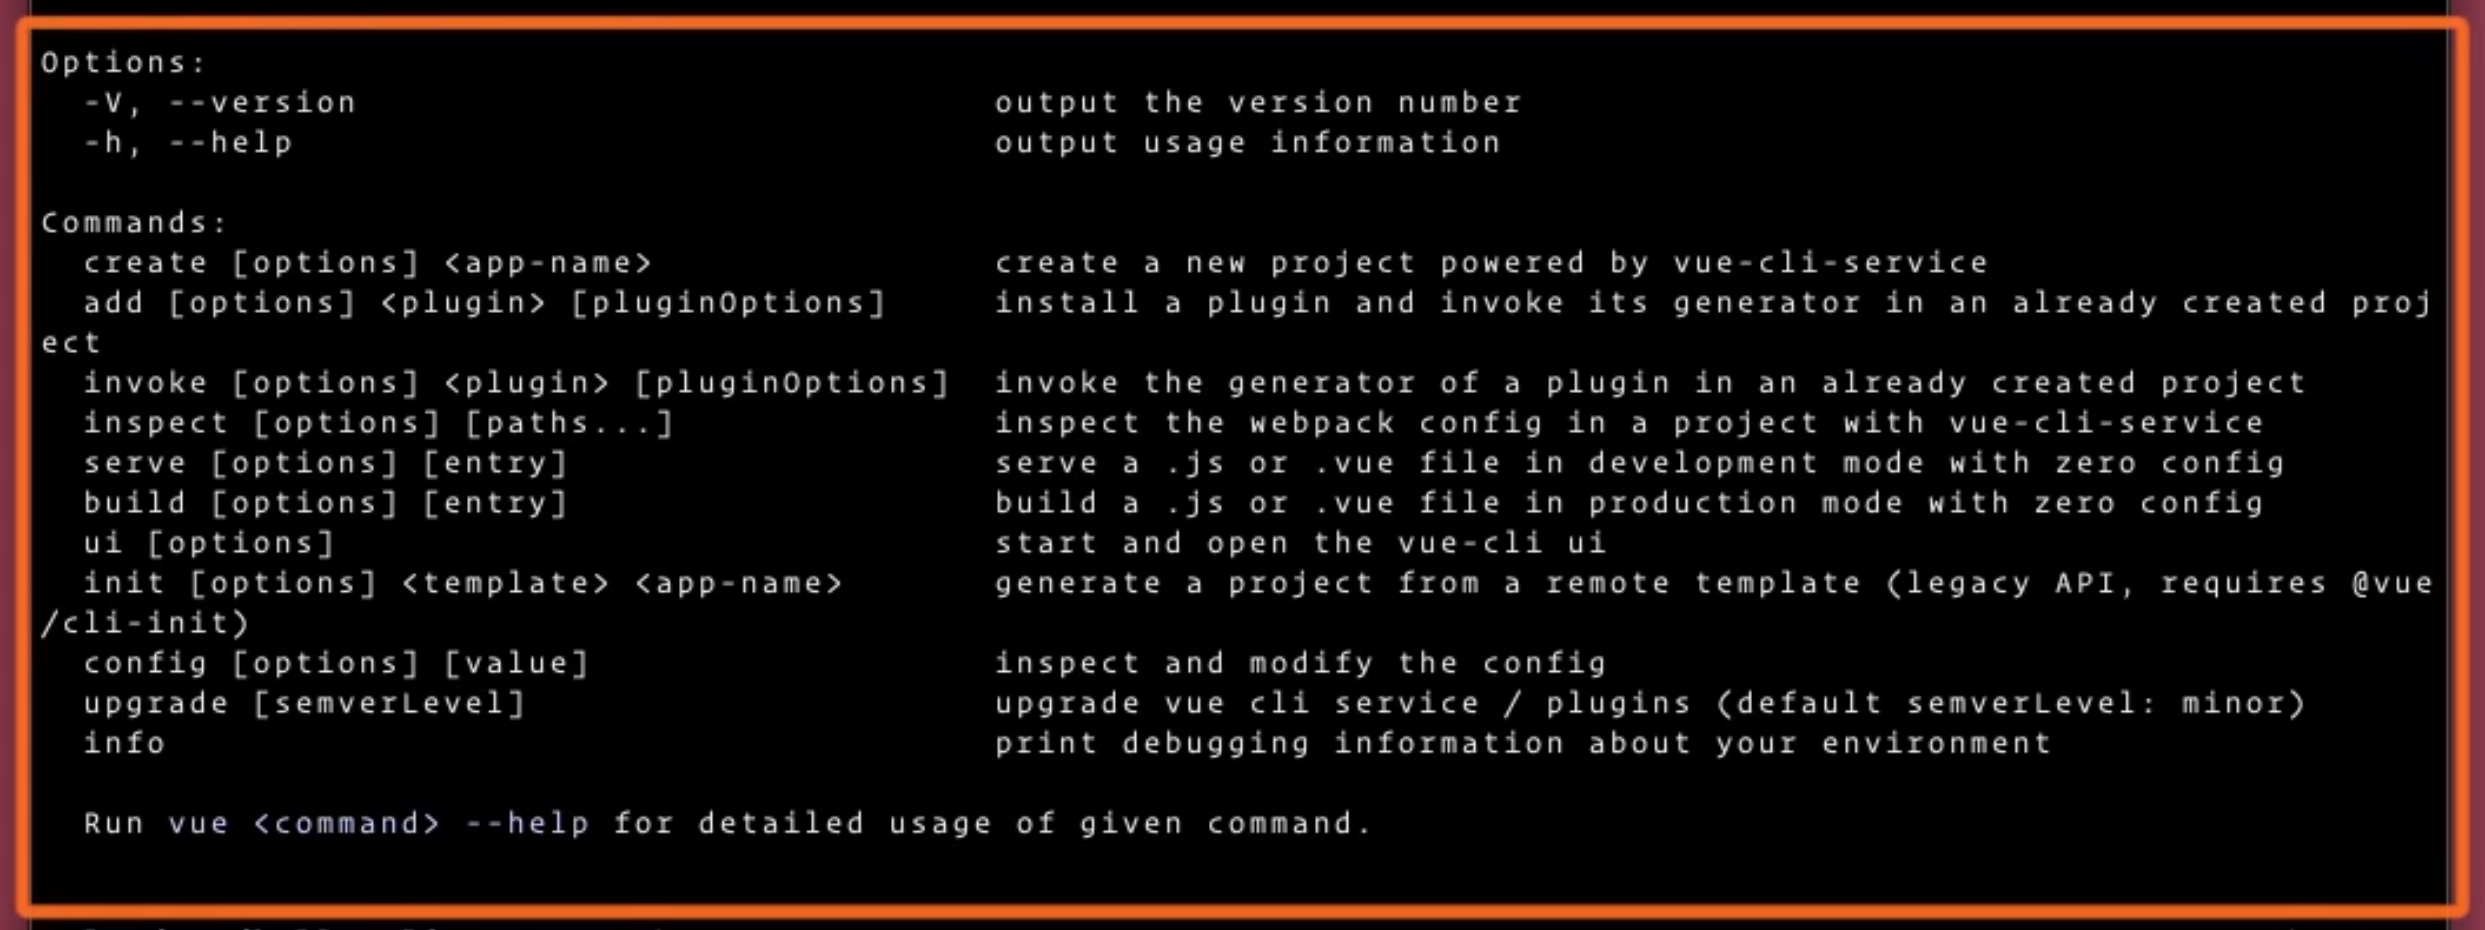 Options:
  -V, --version                              output the version number
  -h, --help                                 output usage information

Commands:
  create [options] <app-name>                create a new project powered by vue-cli-service
  add [options] <plugin> [pluginOptions]     install a plugin and invoke its generator in an already created proj
ect
  invoke [options] <plugin> [pluginOptions]  invoke the generator of a plugin in an already created project
  inspect [options] [paths...]               inspect the webpack config in a project with vue-cli-service
  serve [options] [entry]                    serve a .js or .vue file in development mode with zero config
  build [options] [entry]                    build a .js or .vue file in production mode with zero config
  ui [options]                               start and open the vue-cli ui
  init [options] <template> <app-name>       generate a project from a remote template (legacy API, requires @vue
/cli-init)
  config [options] [value]                   inspect and modify the config
  upgrade [semverLevel]                      upgrade vue cli service / plugins (default semverLevel: minor)
  info                                       print debugging information about your environment

  Run vue <command> --help for detailed usage of given command.